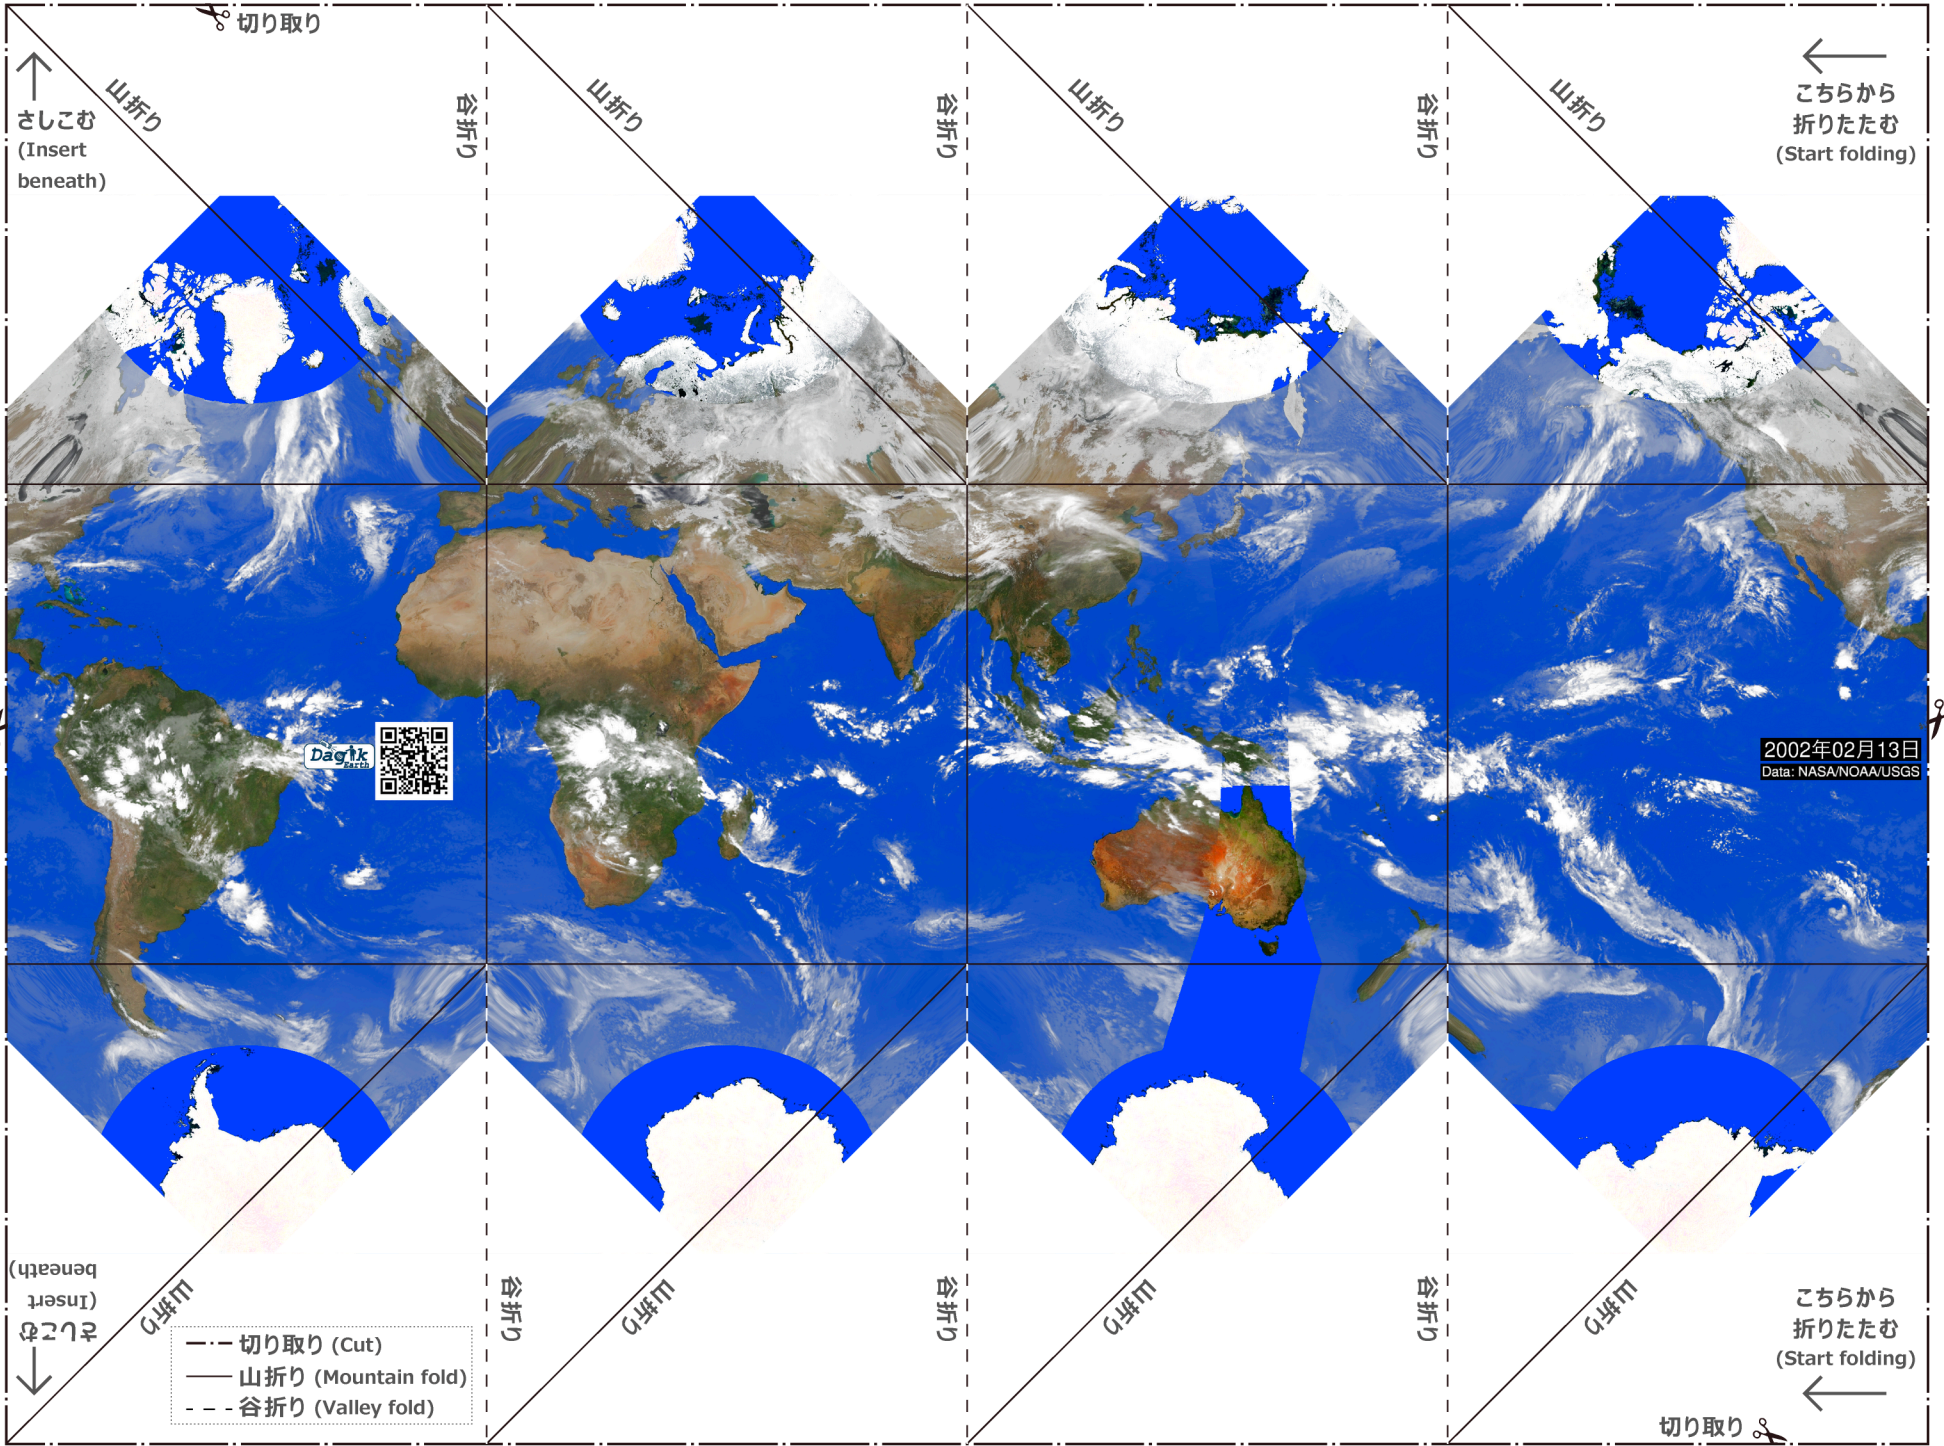 切り取り
山折り
谷折り
山折り
谷折り
山折り
谷折り
山折り
さしこむ
(Insert
beneath)
こちらから
折りたたむ
(Start folding)
Dagik
Earth
2002年02月13日
Data: NASA/NOAA/USGS
さしこむ
(Insert
beneath)
山折り
谷折り
山折り
谷折り
山折り
谷折り
山折り
切り取り (Cut)
山折り (Mountain fold)
谷折り (Valley fold)
こちらから
折りたたむ
(Start folding)
切り取り